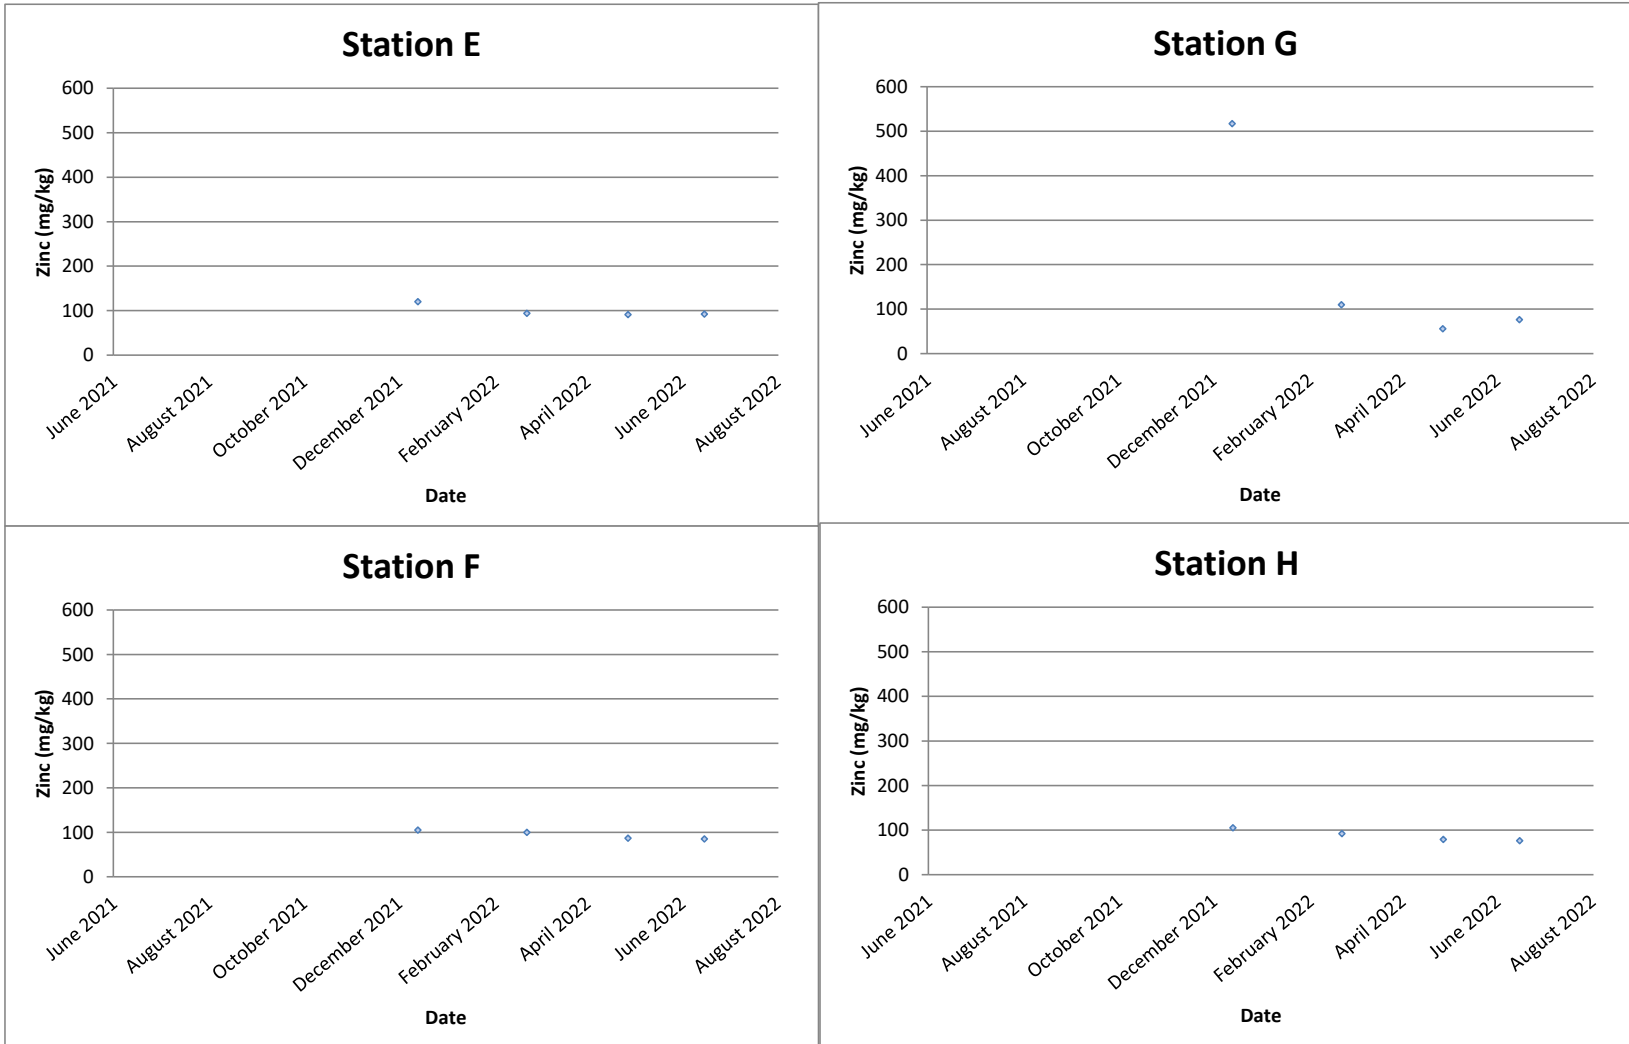 Station E
600
500
400
300
200
100
0
Zinc (mg/kg)
June 2021
August 2021
October 2021
December 2021
February 2022
April 2022
June 2022
August 2022
Date
Station G
600
500
400
300
200
100
0
Zinc (mg/kg)
June 2021
August 2021
October 2021
December 2021
February 2022
April 2022
June 2022
August 2022
Date
Station F
600
500
400
300
200
100
0
Zinc (mg/kg)
June 2021
August 2021
October 2021
December 2021
February 2022
April 2022
June 2022
August 2022
Date
Station H
600
500
400
300
200
100
0
Zinc (mg/kg)
June 2021
August 2021
October 2021
December 2021
February 2022
April 2022
June 2022
August 2022
Date